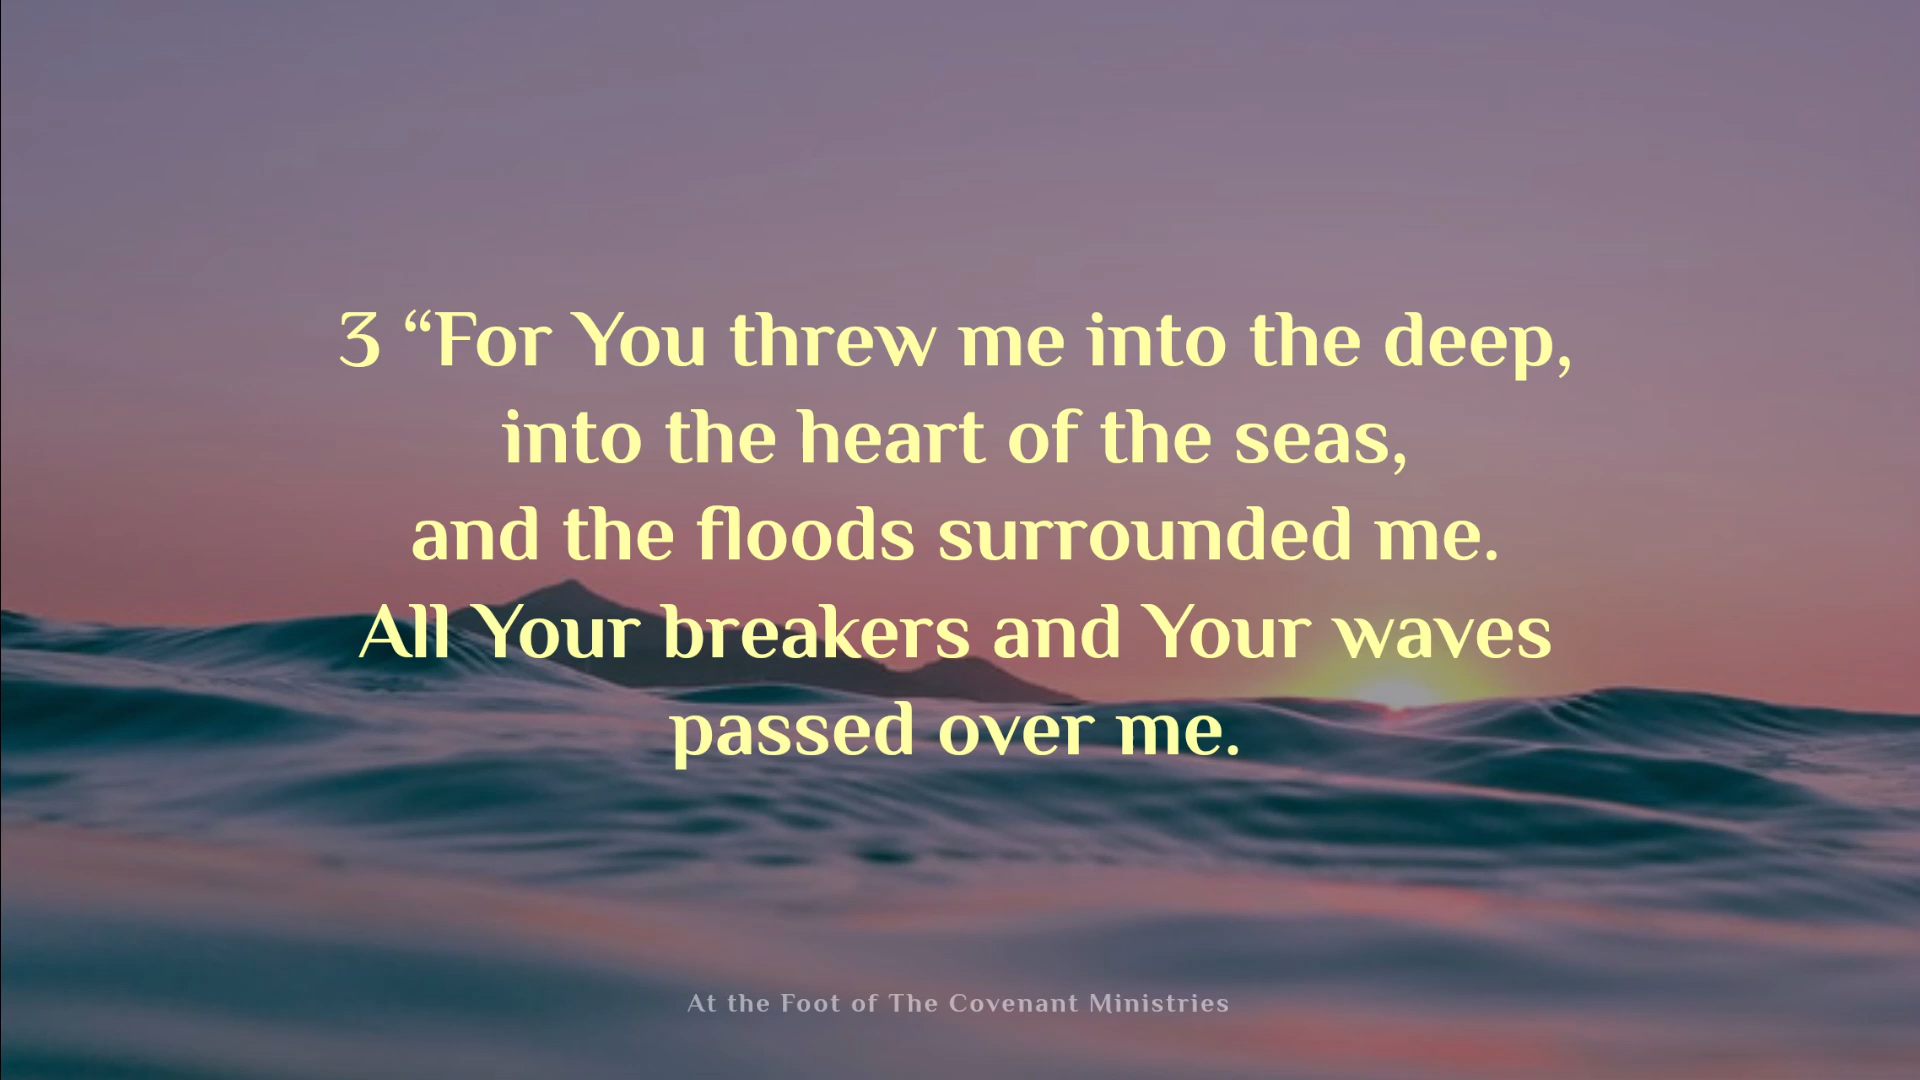 3 “For You threw me into the deep,
into the heart of the seas,
and the floods surrounded me.
All Your breakers and Your waves
passed over me.
At the Foot of The Covenant Ministries